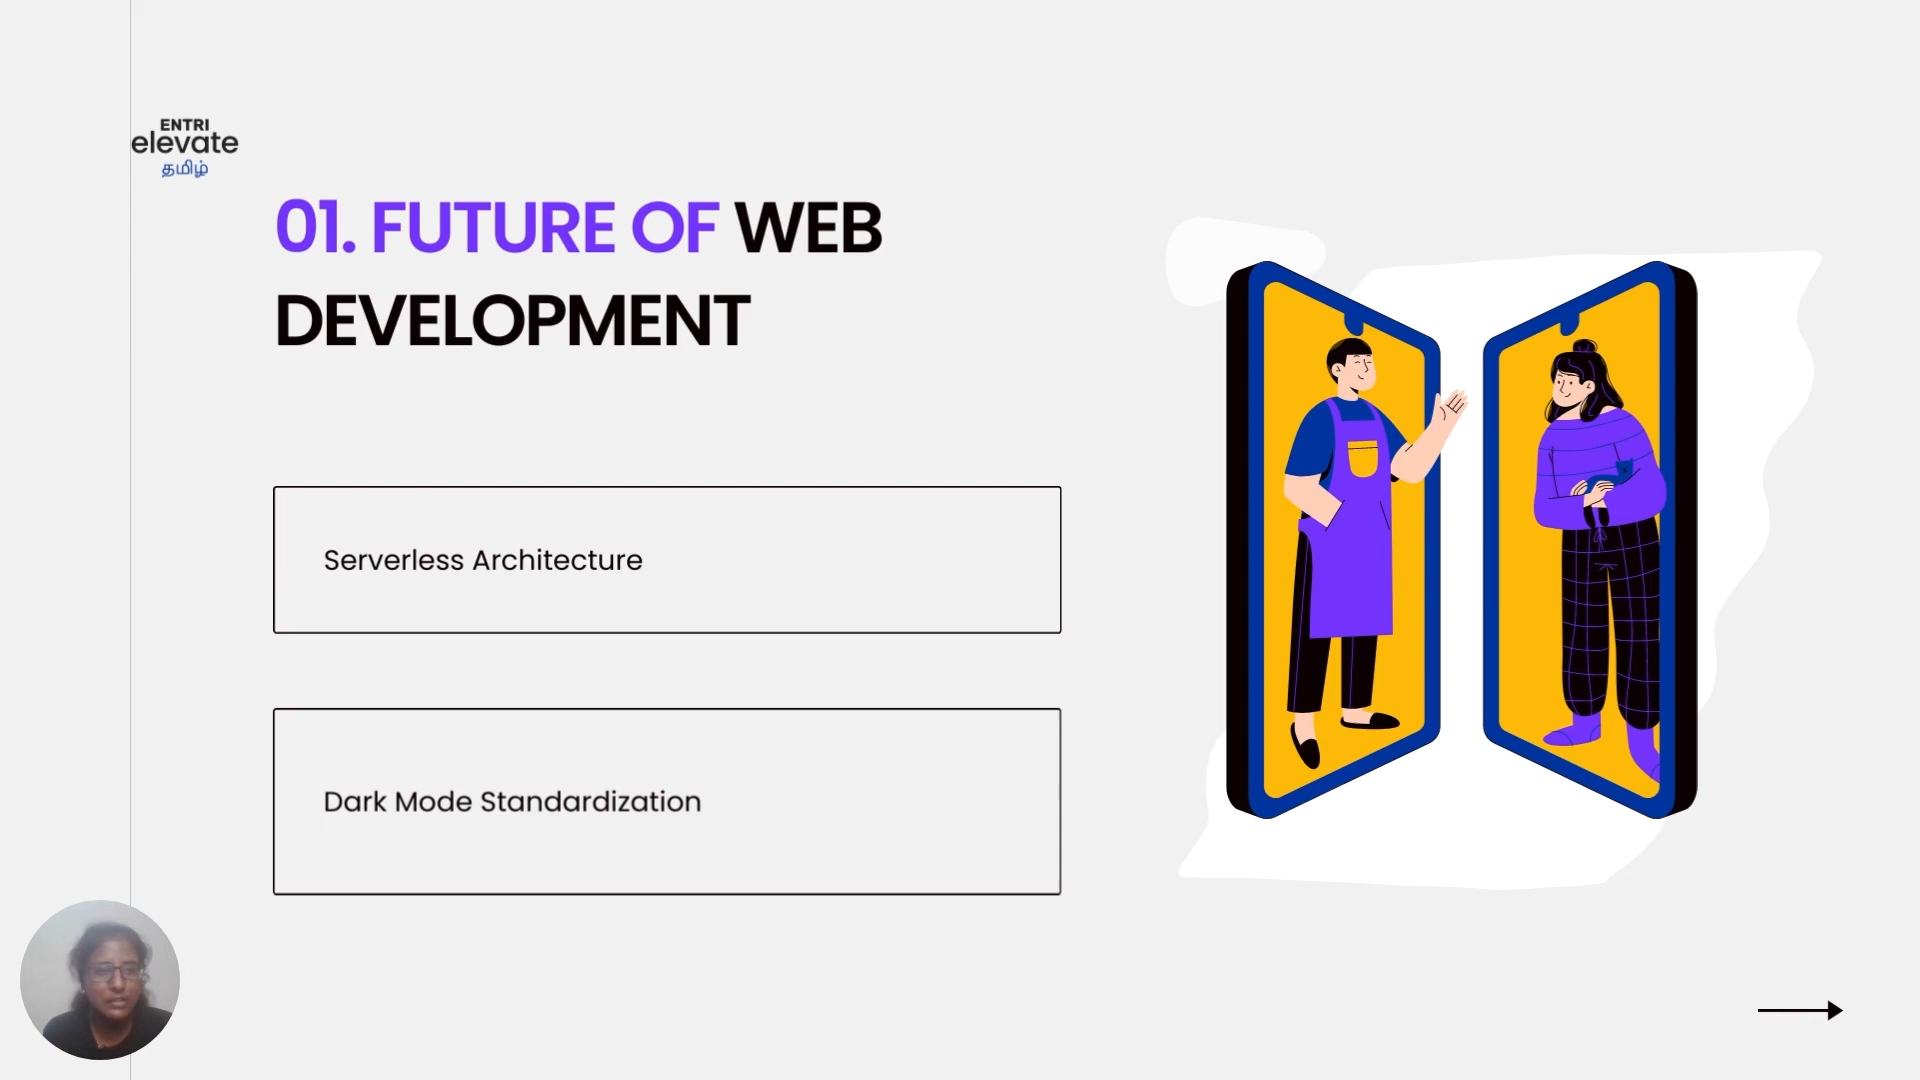 ENTRI
elevate
தமிழ்
01. FUTURE OF WEB
DEVELOPMENT
Serverless Architecture
Dark Mode Standardization